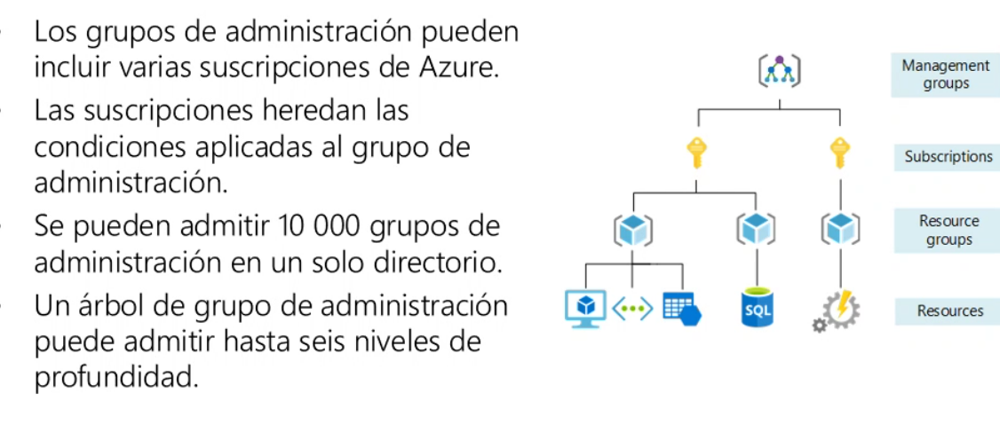 Los grupos de administración pueden
incluir varias suscripciones de Azure.
Las suscripciones heredan las
condiciones aplicadas al grupo de
administración.
Se pueden admitir 10 000 grupos de
administración en un solo directorio.
Un árbol de grupo de administración
puede admitir hasta seis niveles de
profundidad.
Management
groups
Subscriptions
Resource
groups
SQL
Resources